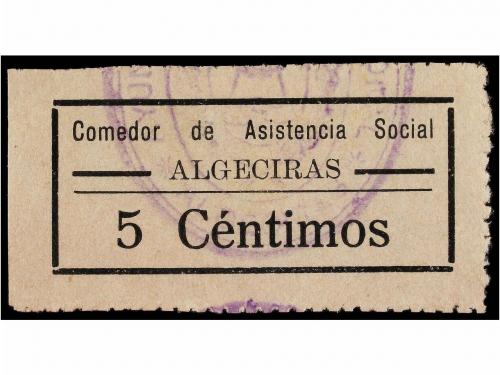 Comedor de Asistencia Social
ALGECIRAS
5 Céntimos